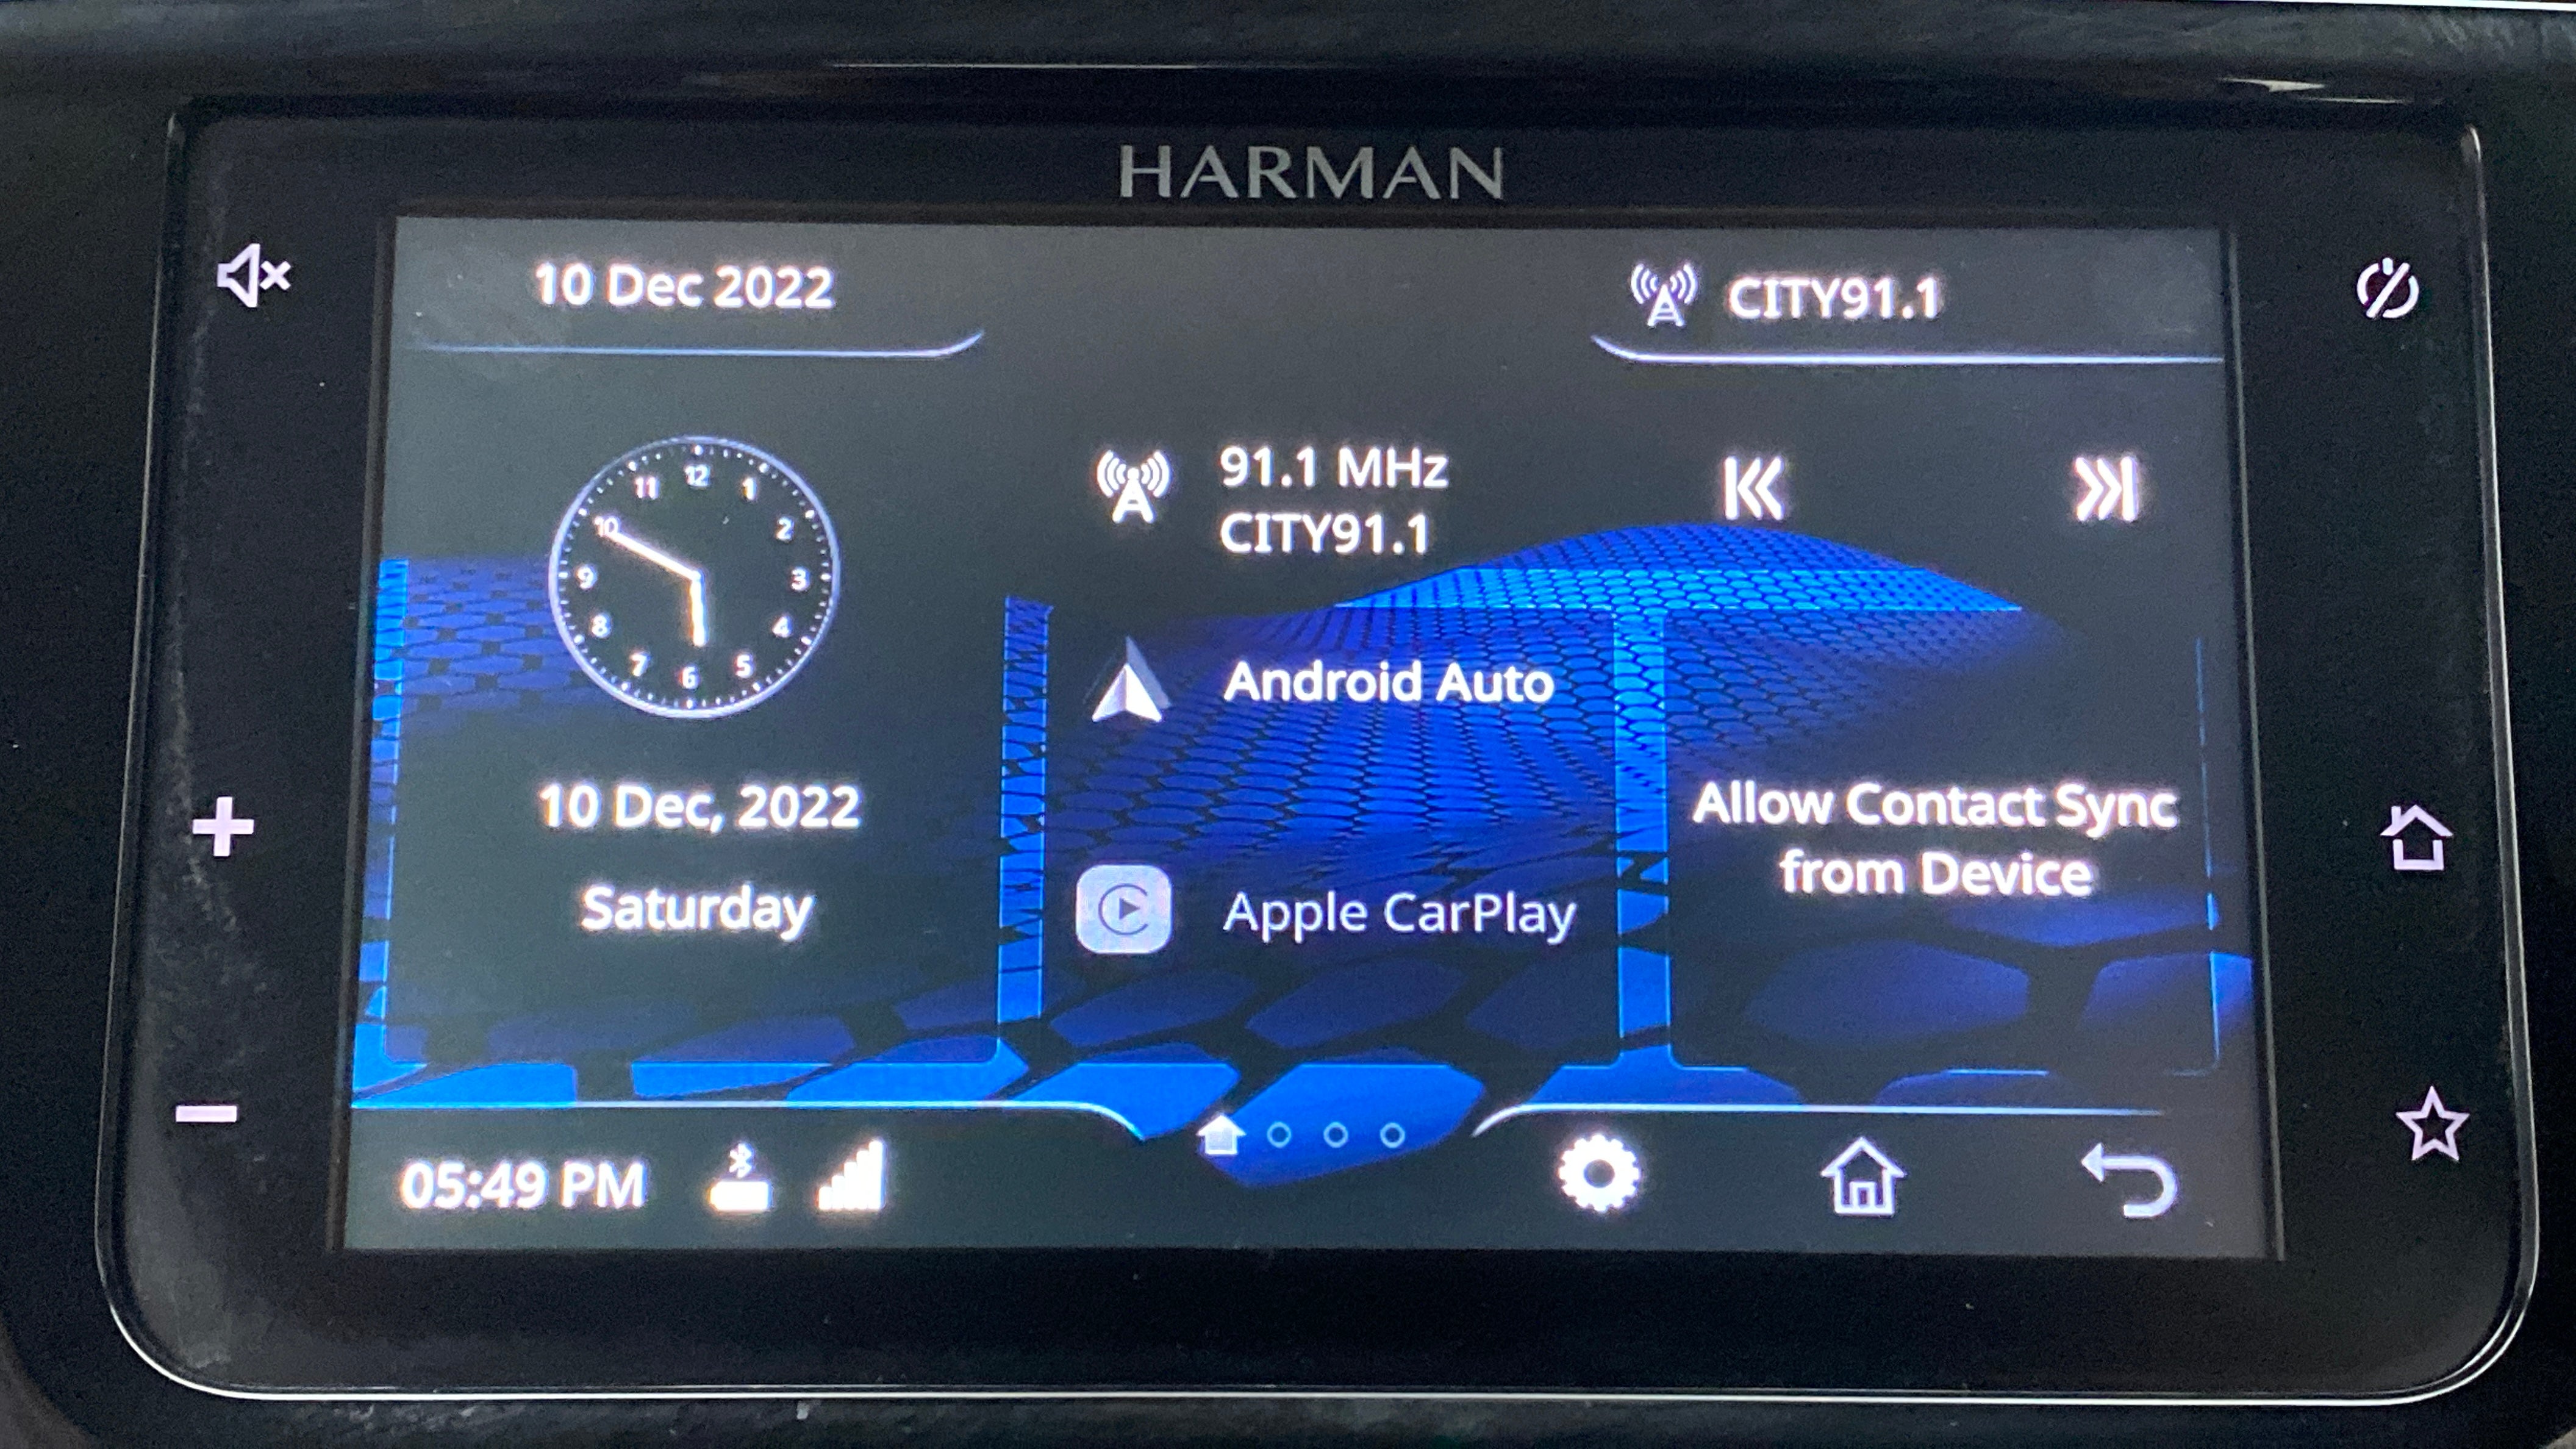 HARMAN
10 Dec 2022
CITY91.1
12
11
1
10
2
9
3
8
4
7
5
6
10 Dec, 2022
Saturday
91.1 MHz
CITY91.1
Android Auto
Apple CarPlay
Allow Contact Sync
from Device
05:49 PM